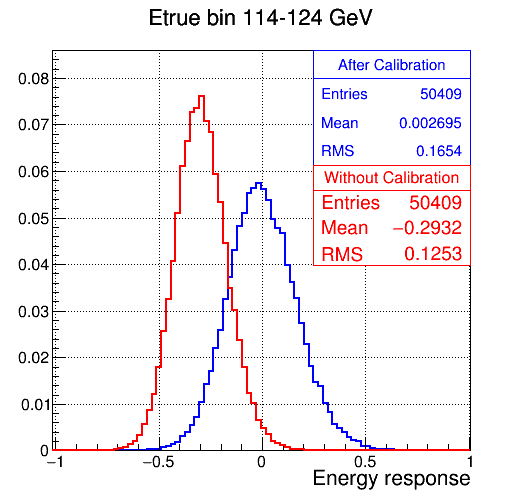 Etrue bin 114-124 GeV
After Calibration
Entries 50409
Mean 0.002695
RMS 0.1654
Without Calibration
Entries 50409
Mean −0.2932
RMS 0.1253
0.08
0.07
0.06
0.05
0.04
0.03
0.02
0.01
0
−1 −0.5 0 0.5 1
Energy response